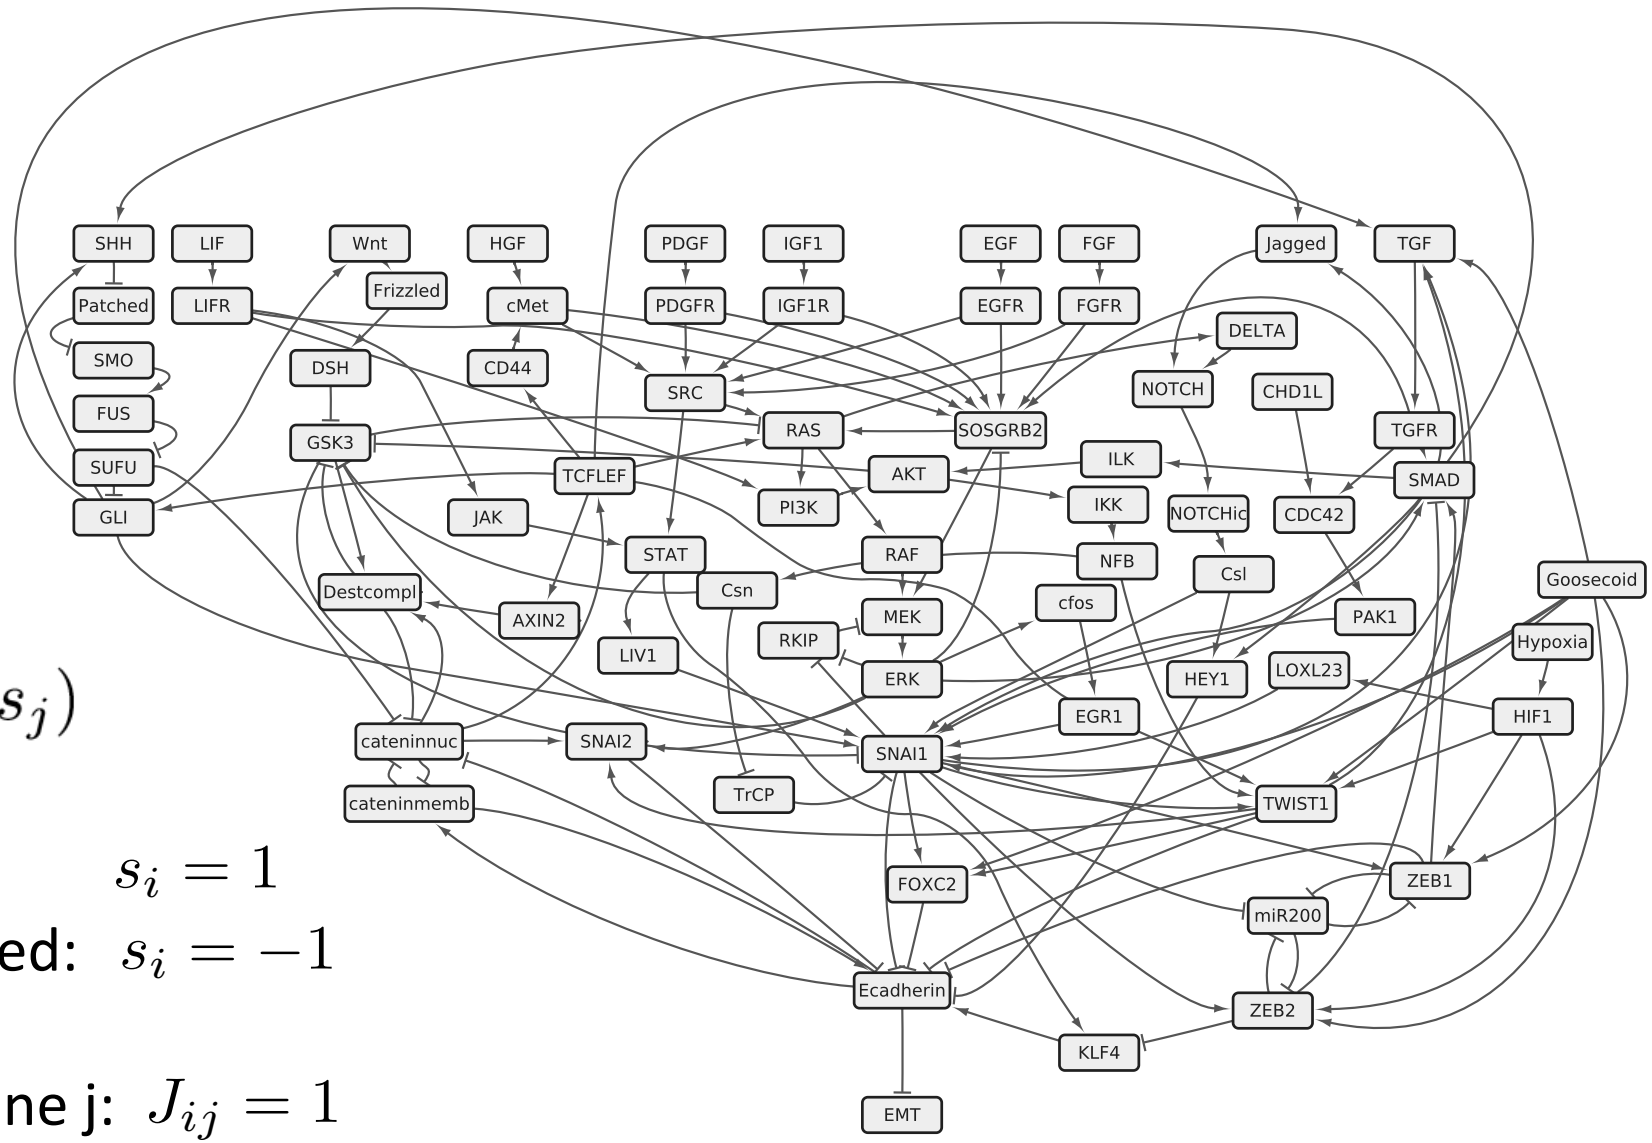 SHH LIF Wnt HGF PDGF IGF1 EGF FGF Jagged TGF
Frizzled
Patched LIFR cMet PDGFR IGF1R EGFR FGFR
DELTA
SMO DSH CD44
SRC NOTCH CHD1L
FUS
GSK3 RAS SOSGRB2 TGFR
SUFU TCFLEF AKT ILK SMAD
GLI JAK PI3K IKK NOTCHic CDC42
STAT RAF NFB
Destcompl Csn Csl Goosecoid
AXIN2 MEK cfos PAK1
LIV1 RKIP Hypoxia
ERK HEY1 LOXL23
s_j)
cateninnuc SNAI2 SNAI1 EGR1 HIF1
cateninmemb TrCP TWIST1
s_i = 1
FOXC2 ZEB1
miR200
ed: s_i = −1
Ecadherin ZEB2
KLF4
ne j: J_ij = 1
EMT